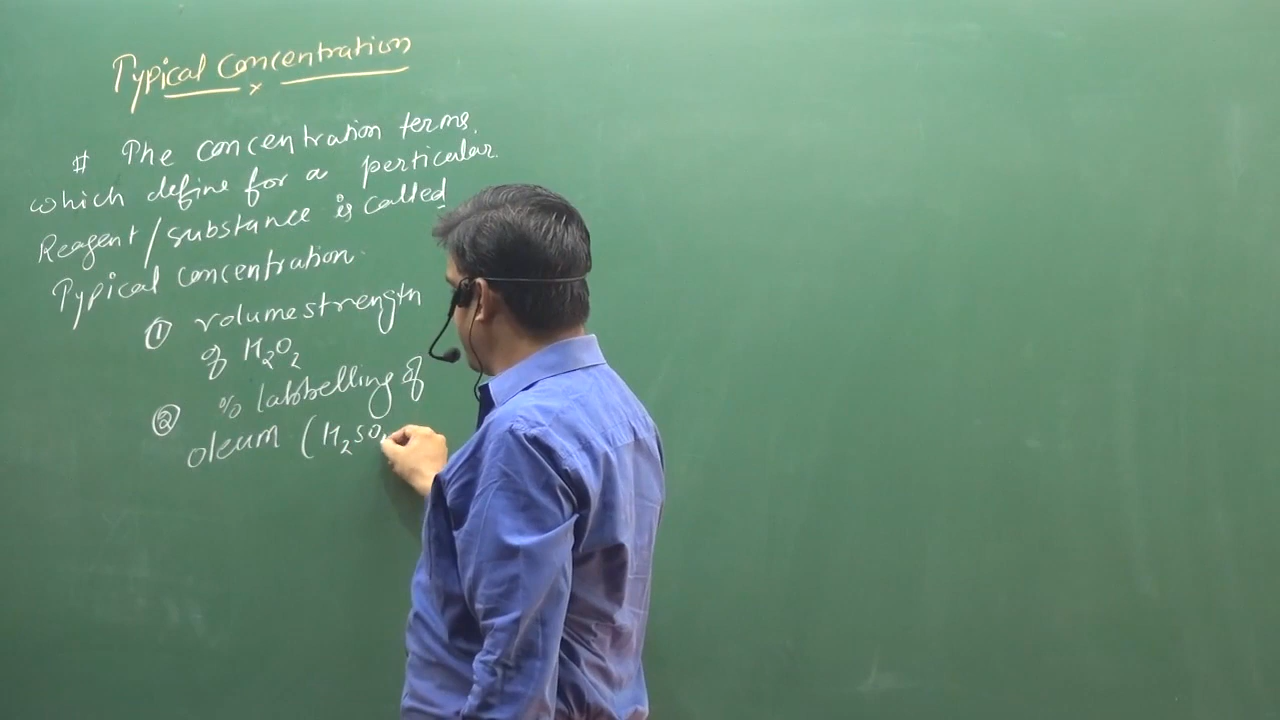 Typical Concentration
# The concentration terms
which define for a perticular
Reagent/substance is called
Typical concentration.
① volume strength
of H₂O₂
② % labbelling of
oleum (H₂SO